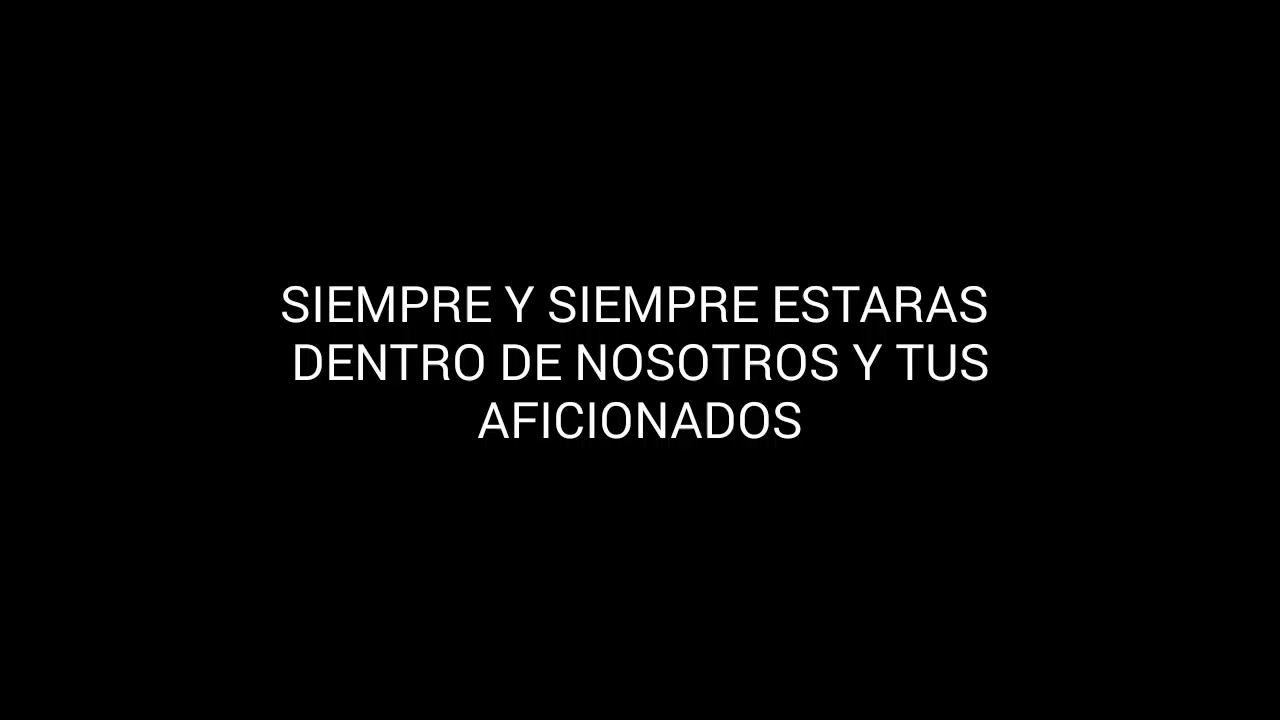 SIEMPRE Y SIEMPRE ESTARAS
DENTRO DE NOSOTROS Y TUS
AFICIONADOS